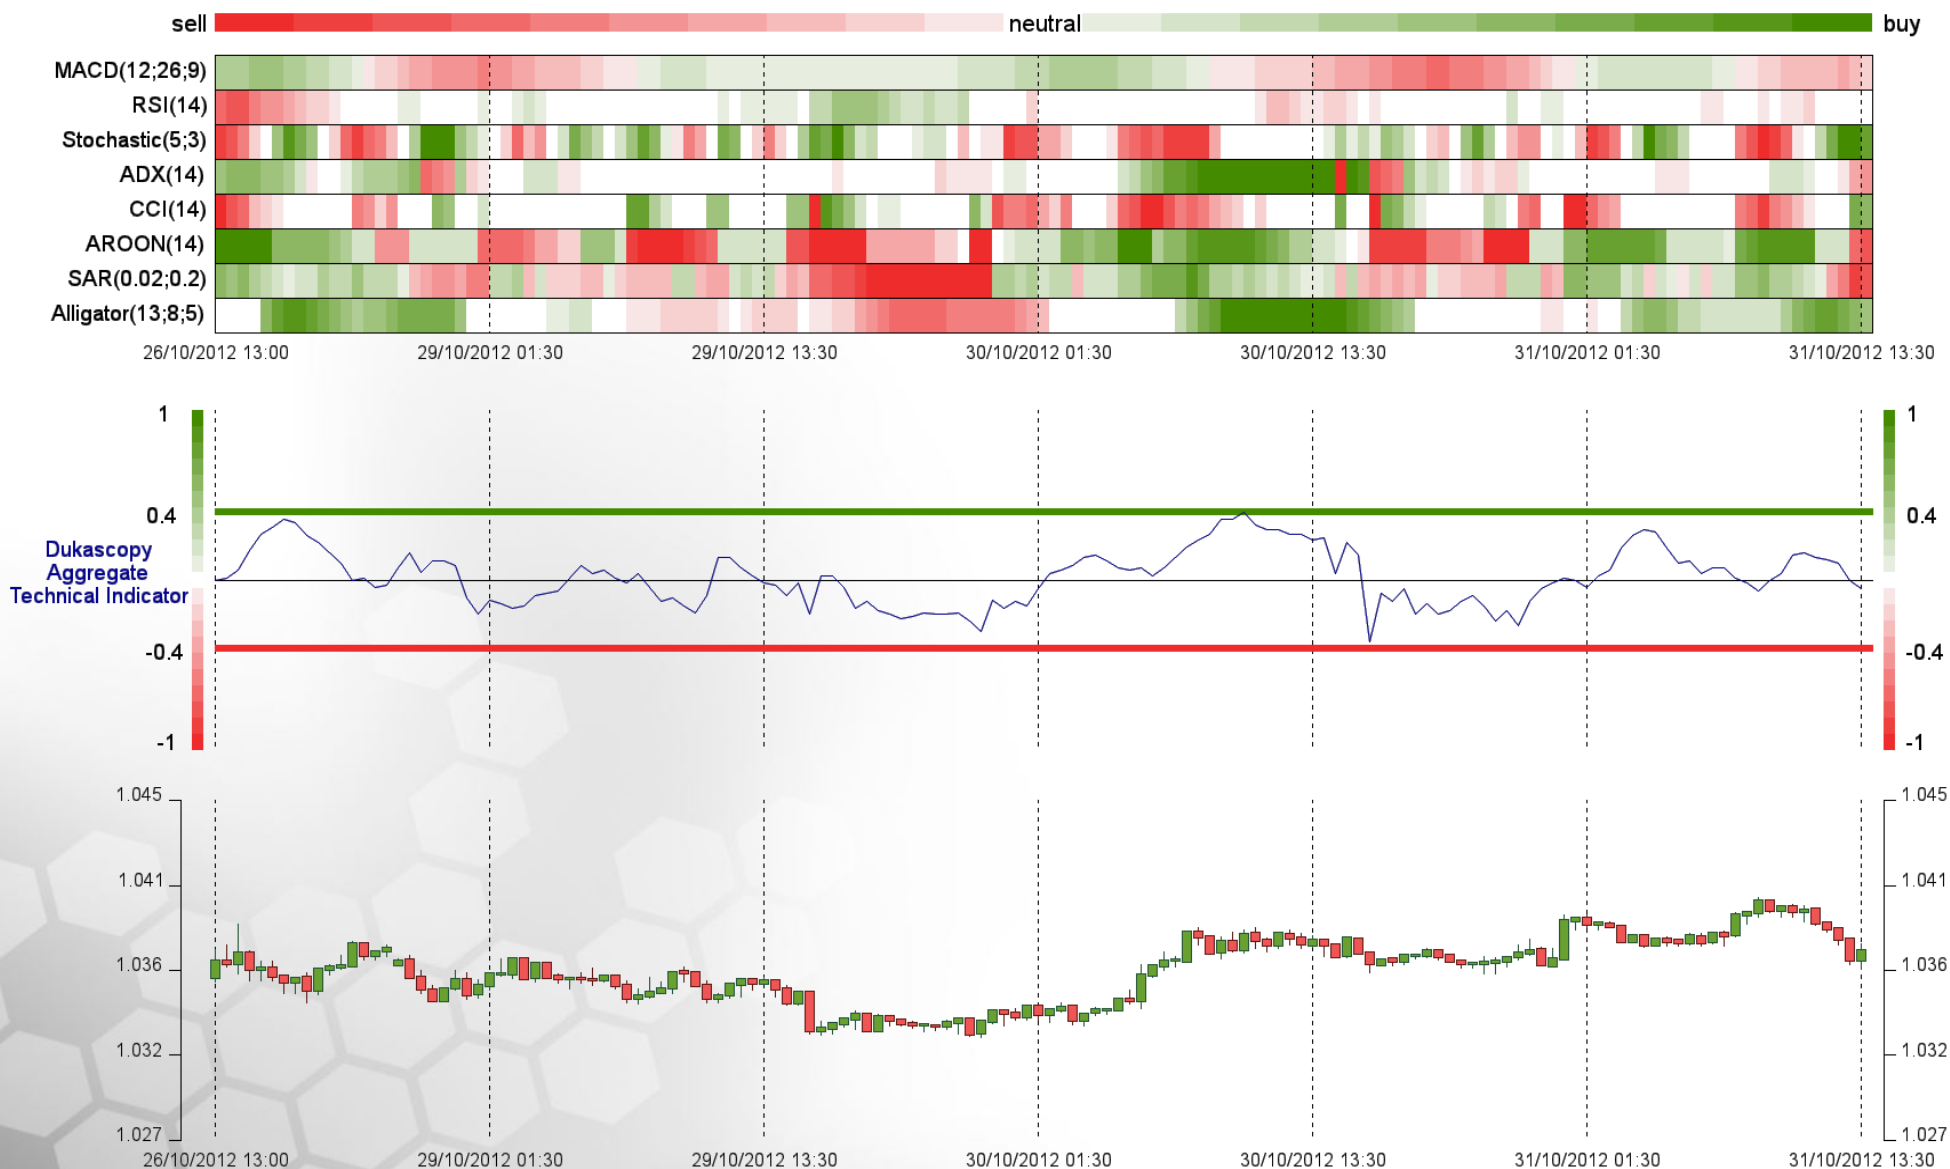 sell neutral buy
MACD(12;26;9)
RSI(14)
Stochastic(5;3)
ADX(14)
CCI(14)
AROON(14)
SAR(0.02;0.2)
Alligator(13;8;5)
26/10/2012 13:00 29/10/2012 01:30 29/10/2012 13:30 30/10/2012 01:30 30/10/2012 13:30 31/10/2012 01:30 31/10/2012 13:30
1 1
0.4 0.4
Dukascopy
Aggregate
Technical Indicator
-0.4 -0.4
-1 -1
1.045 1.045
1.041 1.041
1.036 1.036
1.032 1.032
1.027 1.027
26/10/2012 13:00 29/10/2012 01:30 29/10/2012 13:30 30/10/2012 01:30 30/10/2012 13:30 31/10/2012 01:30 31/10/2012 13:30